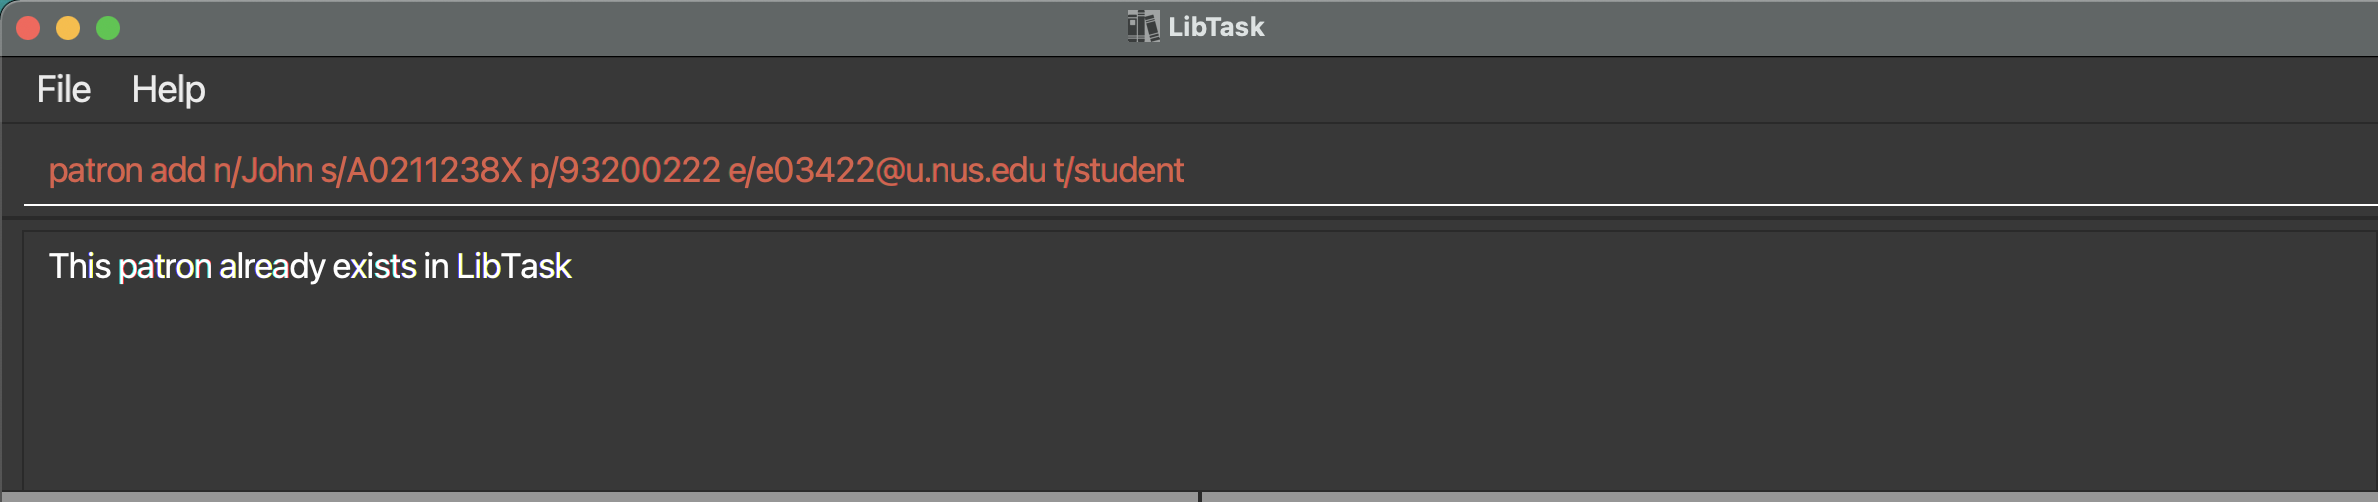 LibTask
File Help
patron add n/John s/A0211238X p/93200222 e/e03422@u.nus.edu t/student
This patron already exists in LibTask